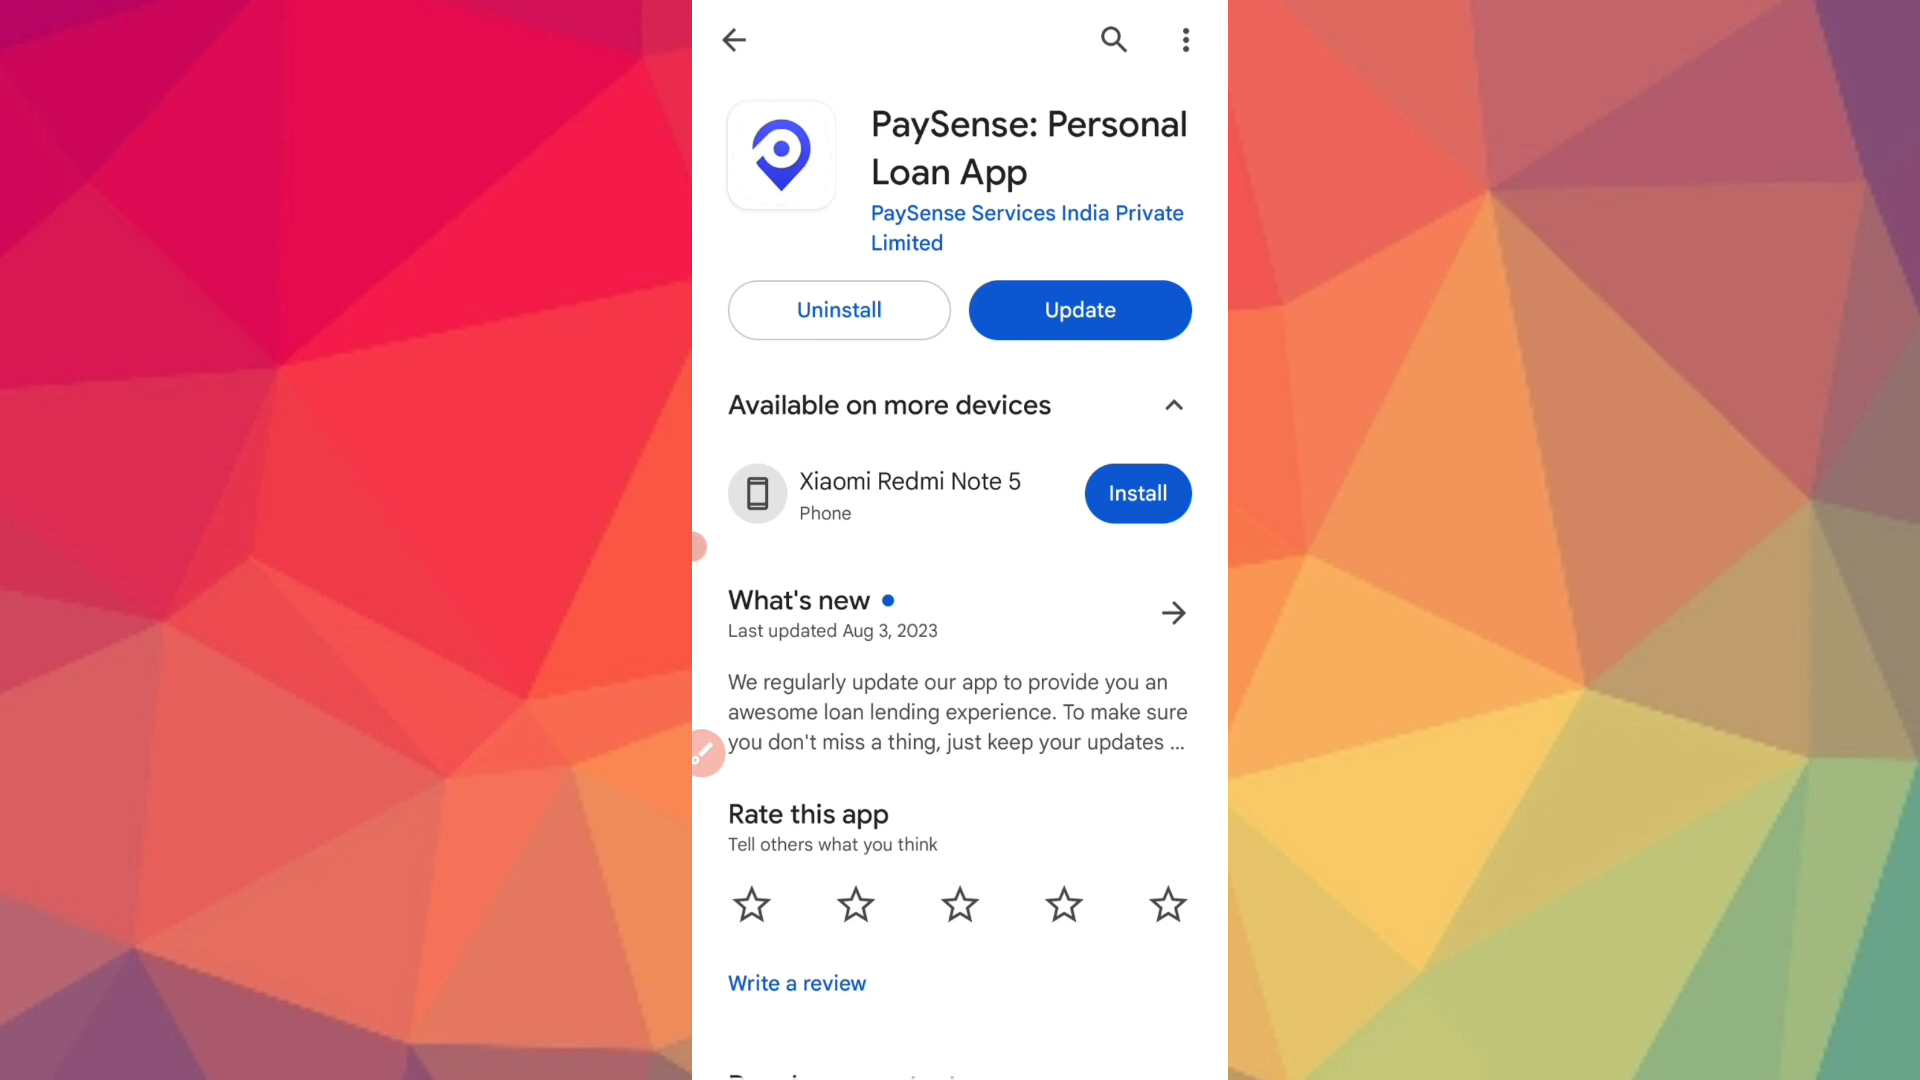 PaySense: Personal
Loan App
PaySense Services India Private
Limited
Uninstall
Update
Available on more devices
Xiaomi Redmi Note 5
Phone
Install
What's new
Last updated Aug 3, 2023
We regularly update our app to provide you an
awesome loan lending experience. To make sure
you don't miss a thing, just keep your updates ...
Rate this app
Tell others what you think
Write a review